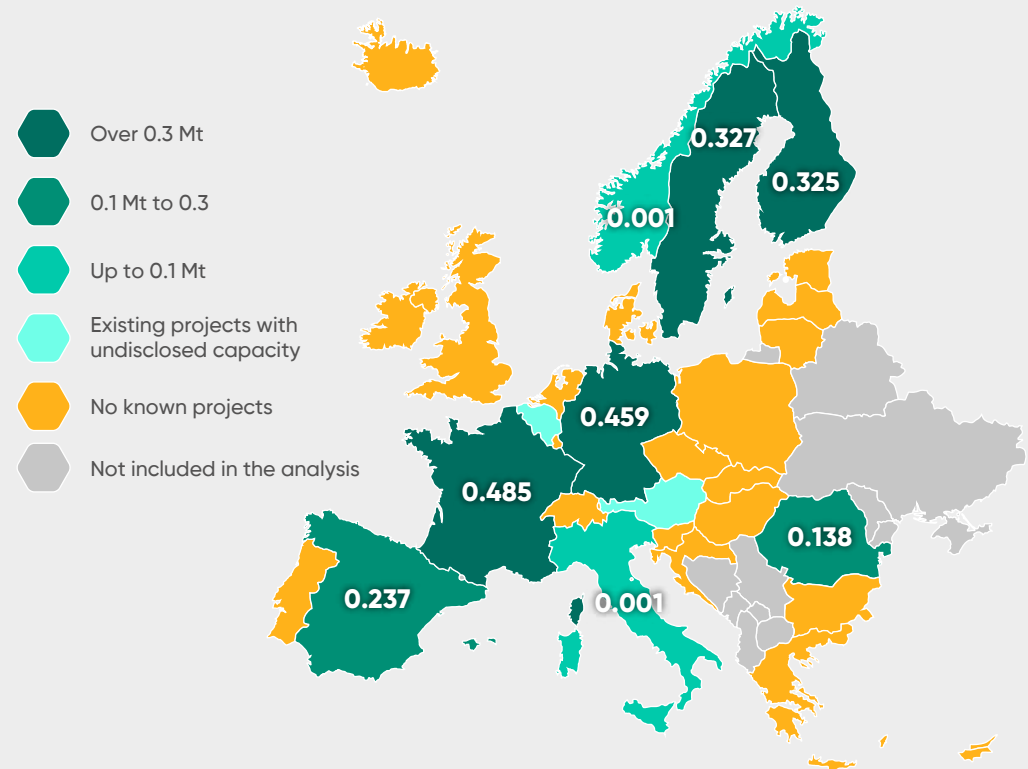 Over 0.3 Mt
0.1 Mt to 0.3
Up to 0.1 Mt
Existing projects with
undisclosed capacity
No known projects
Not included in the analysis
0.327
0.325
0.001
0.459
0.485
0.138
0.237
0.001